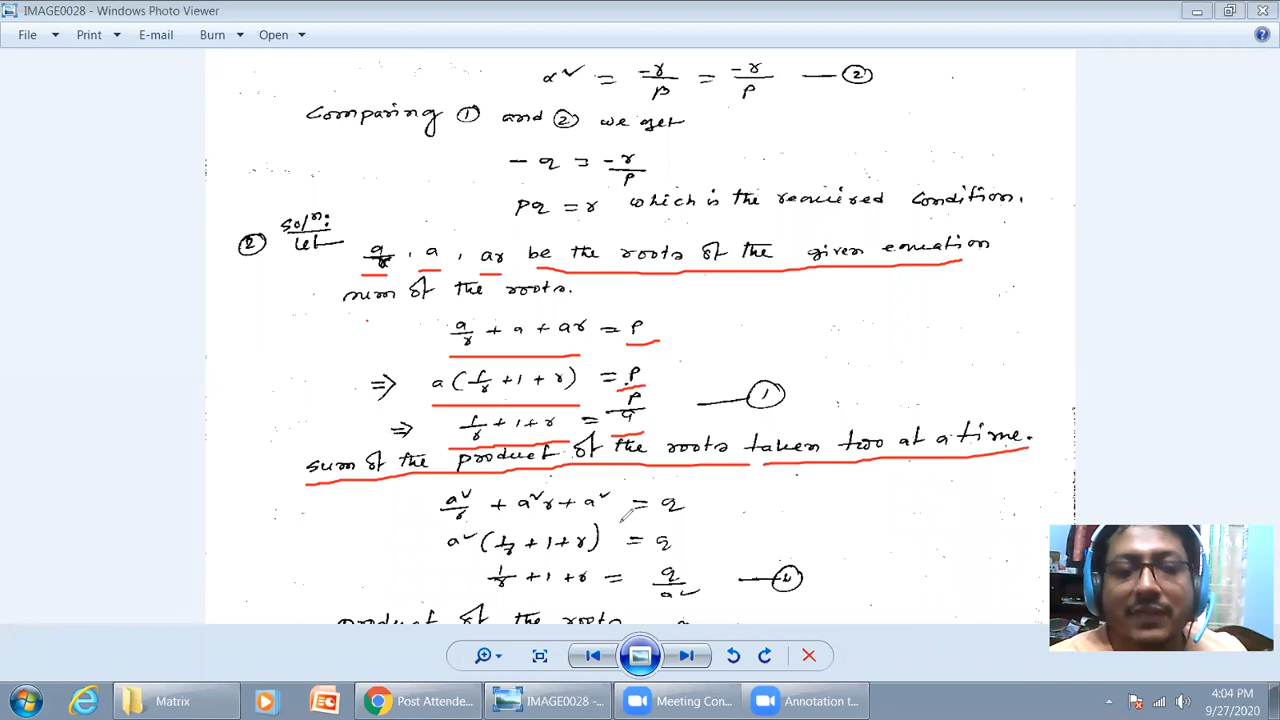 IMAGE0028 - Windows Photo Viewer
File Print E-mail Burn Open
α² = -r/β = -r/p — ②
Comparing ① and ② we get
- q = -r/p
pq = r which is the required condition.
② Soln: Let a/r, a, ar be the roots of the given equation
sum of the roots.
a/r + a + ar = p
⇒ a(1/r + 1 + r) = p
⇒ 1/r + 1 + r = p/a — ①
sum of the product of the roots taken two at a time.
a²/r + a²r + a² = q
a²(1/r + 1 + r) = q
1/r + 1 + r = q/a² —
product of the roots
Matrix Post Attende... IMAGE0028 -... Meeting Con... Annotation t...
4:04 PM
9/27/2020